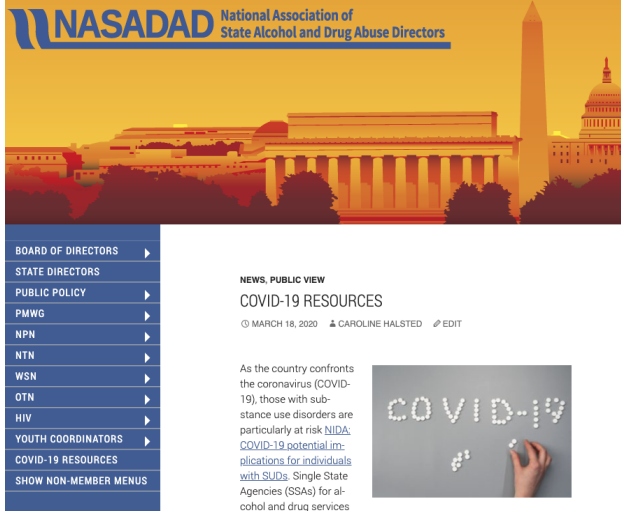 NASADAD
National Association of
State Alcohol and Drug Abuse Directors
BOARD OF DIRECTORS
STATE DIRECTORS
PUBLIC POLICY
PMWG
NPN
NTN
WSN
OTN
HIV
YOUTH COORDINATORS
COVID-19 RESOURCES
SHOW NON-MEMBER MENUS
NEWS, PUBLIC VIEW
COVID-19 RESOURCES
MARCH 18, 2020 CAROLINE HALSTED EDIT
As the country confronts
the coronavirus (COVID-
19), those with sub-
stance use disorders are
particularly at risk NIDA:
COVID-19 potential im-
plications for individuals
with SUDs. Single State
Agencies (SSAs) for al-
cohol and drug services
COVID-19